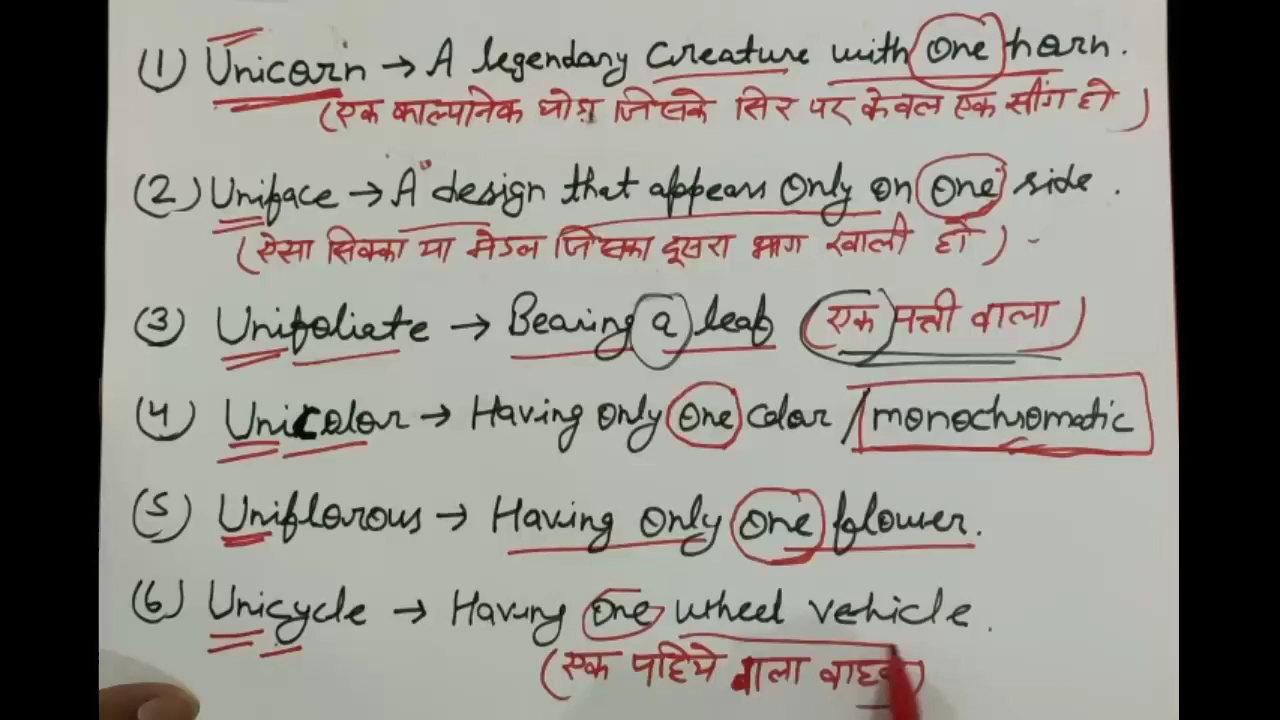 (1) Unicorn → A legendary creature with one horn.
(एक काल्पनिक घोड़ा जिसके सिर पर केवल एक सींग हो)
(2) Uniface → A design that appears only on one side.
(ऐसा सिक्का या मेडल जिसका दूसरा भाग खाली हो)
(3) Unifoliate → Bearing a leaf (एक पत्ती वाला)
(4) Unicolor → Having only one color / monochromatic
(5) Uniflorous → Having only one flower.
(6) Unicycle → Having one wheel vehicle.
(एक पहिये वाला वाहन)